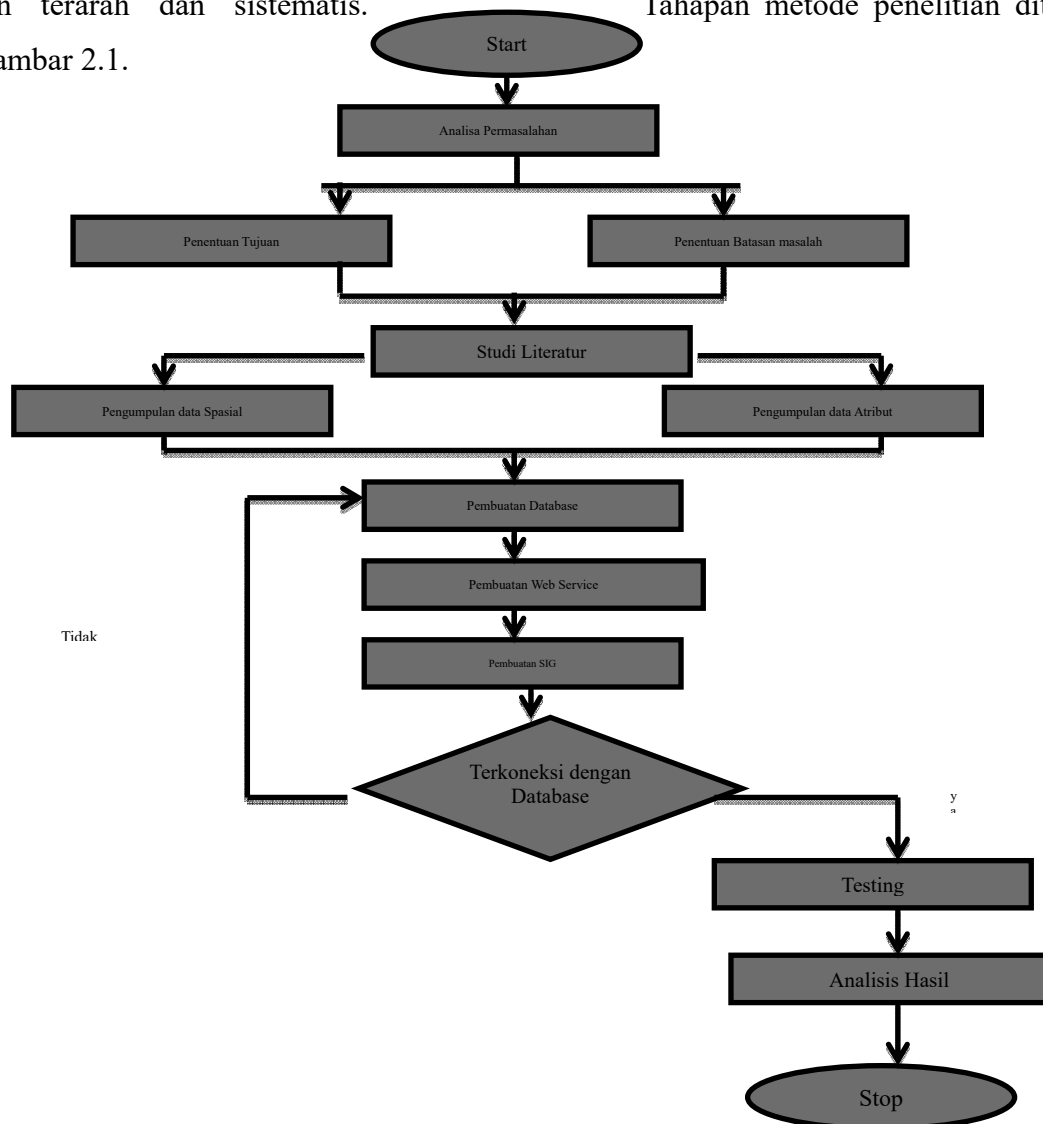 terarah dan sistematis.
Tahapan metode penelitian
2.1.
Start
Analisa Permasalahan
Penentuan Tujuan
Penentuan Batasan masalah
Studi Literatur
Pengumpulan data Spasial
Pengumpulan data Atribut
Pembuatan Database
Pembuatan Web Service
Tidak
Pembuatan SIG
Terkoneksi dengan
Database
y
a
Testing
Analisis Hasil
Stop